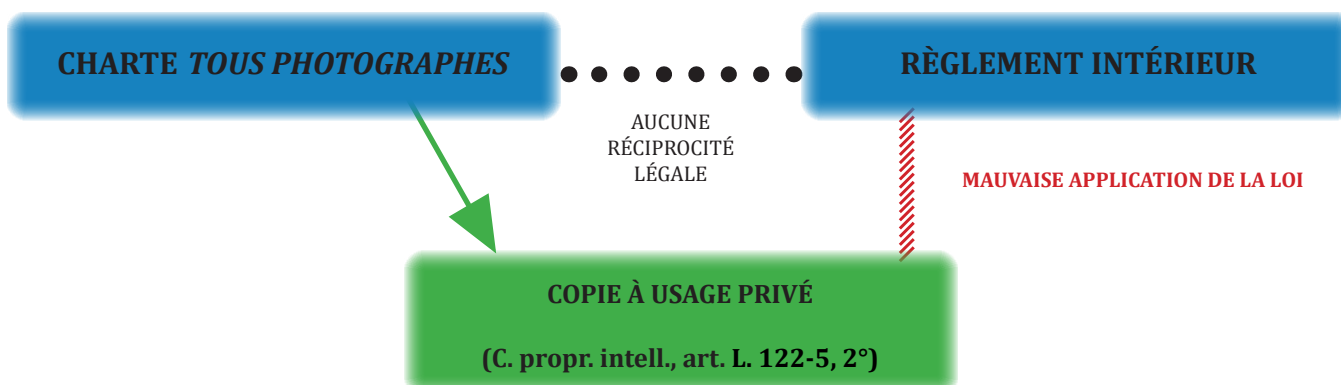 CHARTE TOUS PHOTOGRAPHES
RÈGLEMENT INTÉRIEUR
AUCUNE
RÉCIPROCITÉ
LÉGALE
MAUVAISE APPLICATION DE LA LOI
COPIE À USAGE PRIVÉ
(C. propr. intell., art. L. 122-5, 2°)